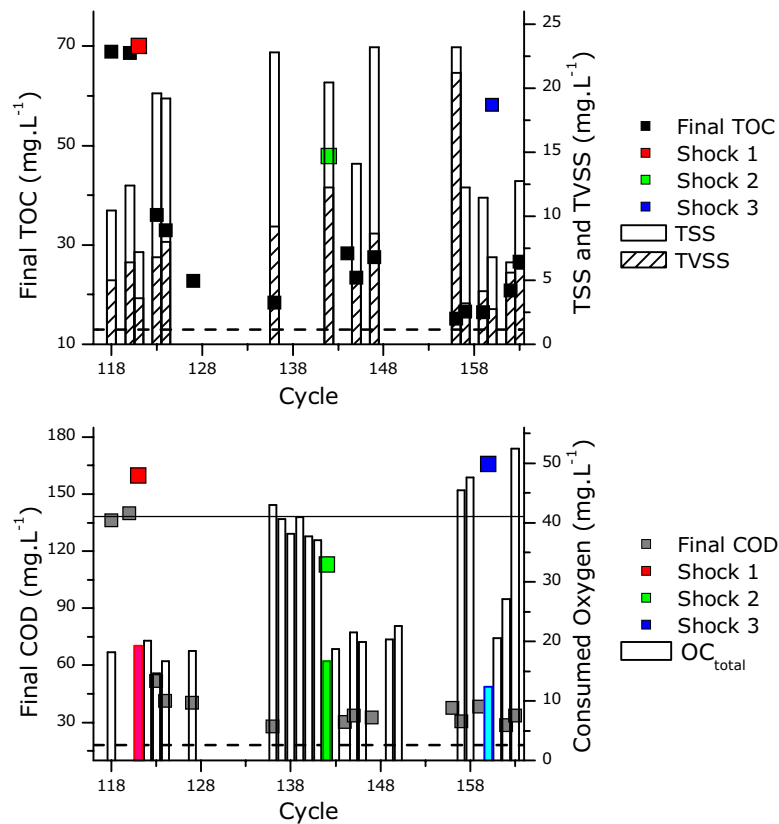 70
50
30
10
Final TOC (mg.L⁻¹)
25
20
15
10
5
0
TSS and TVSS (mg.L⁻¹)
118
128
138
148
158
Cycle
Final TOC
Shock 1
Shock 2
Shock 3
TSS
TVSS
180
150
120
90
60
30
Final COD (mg.L⁻¹)
50
40
30
20
10
0
Consumed Oxygen (mg.L⁻¹)
118
128
138
148
158
Cycle
Final COD
Shock 1
Shock 2
Shock 3
OC_total